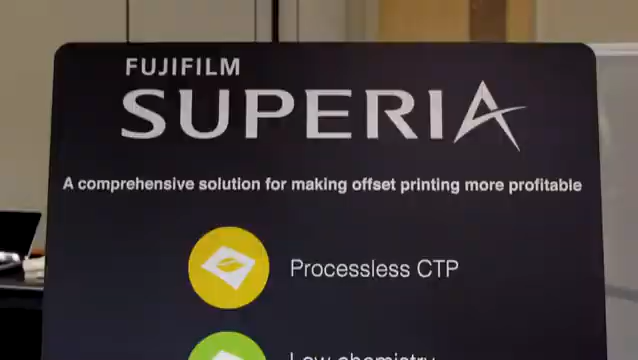 FUJIFILM
SUPERIA
A comprehensive solution for making offset printing more profitable
Processless CTP
Low chemistry